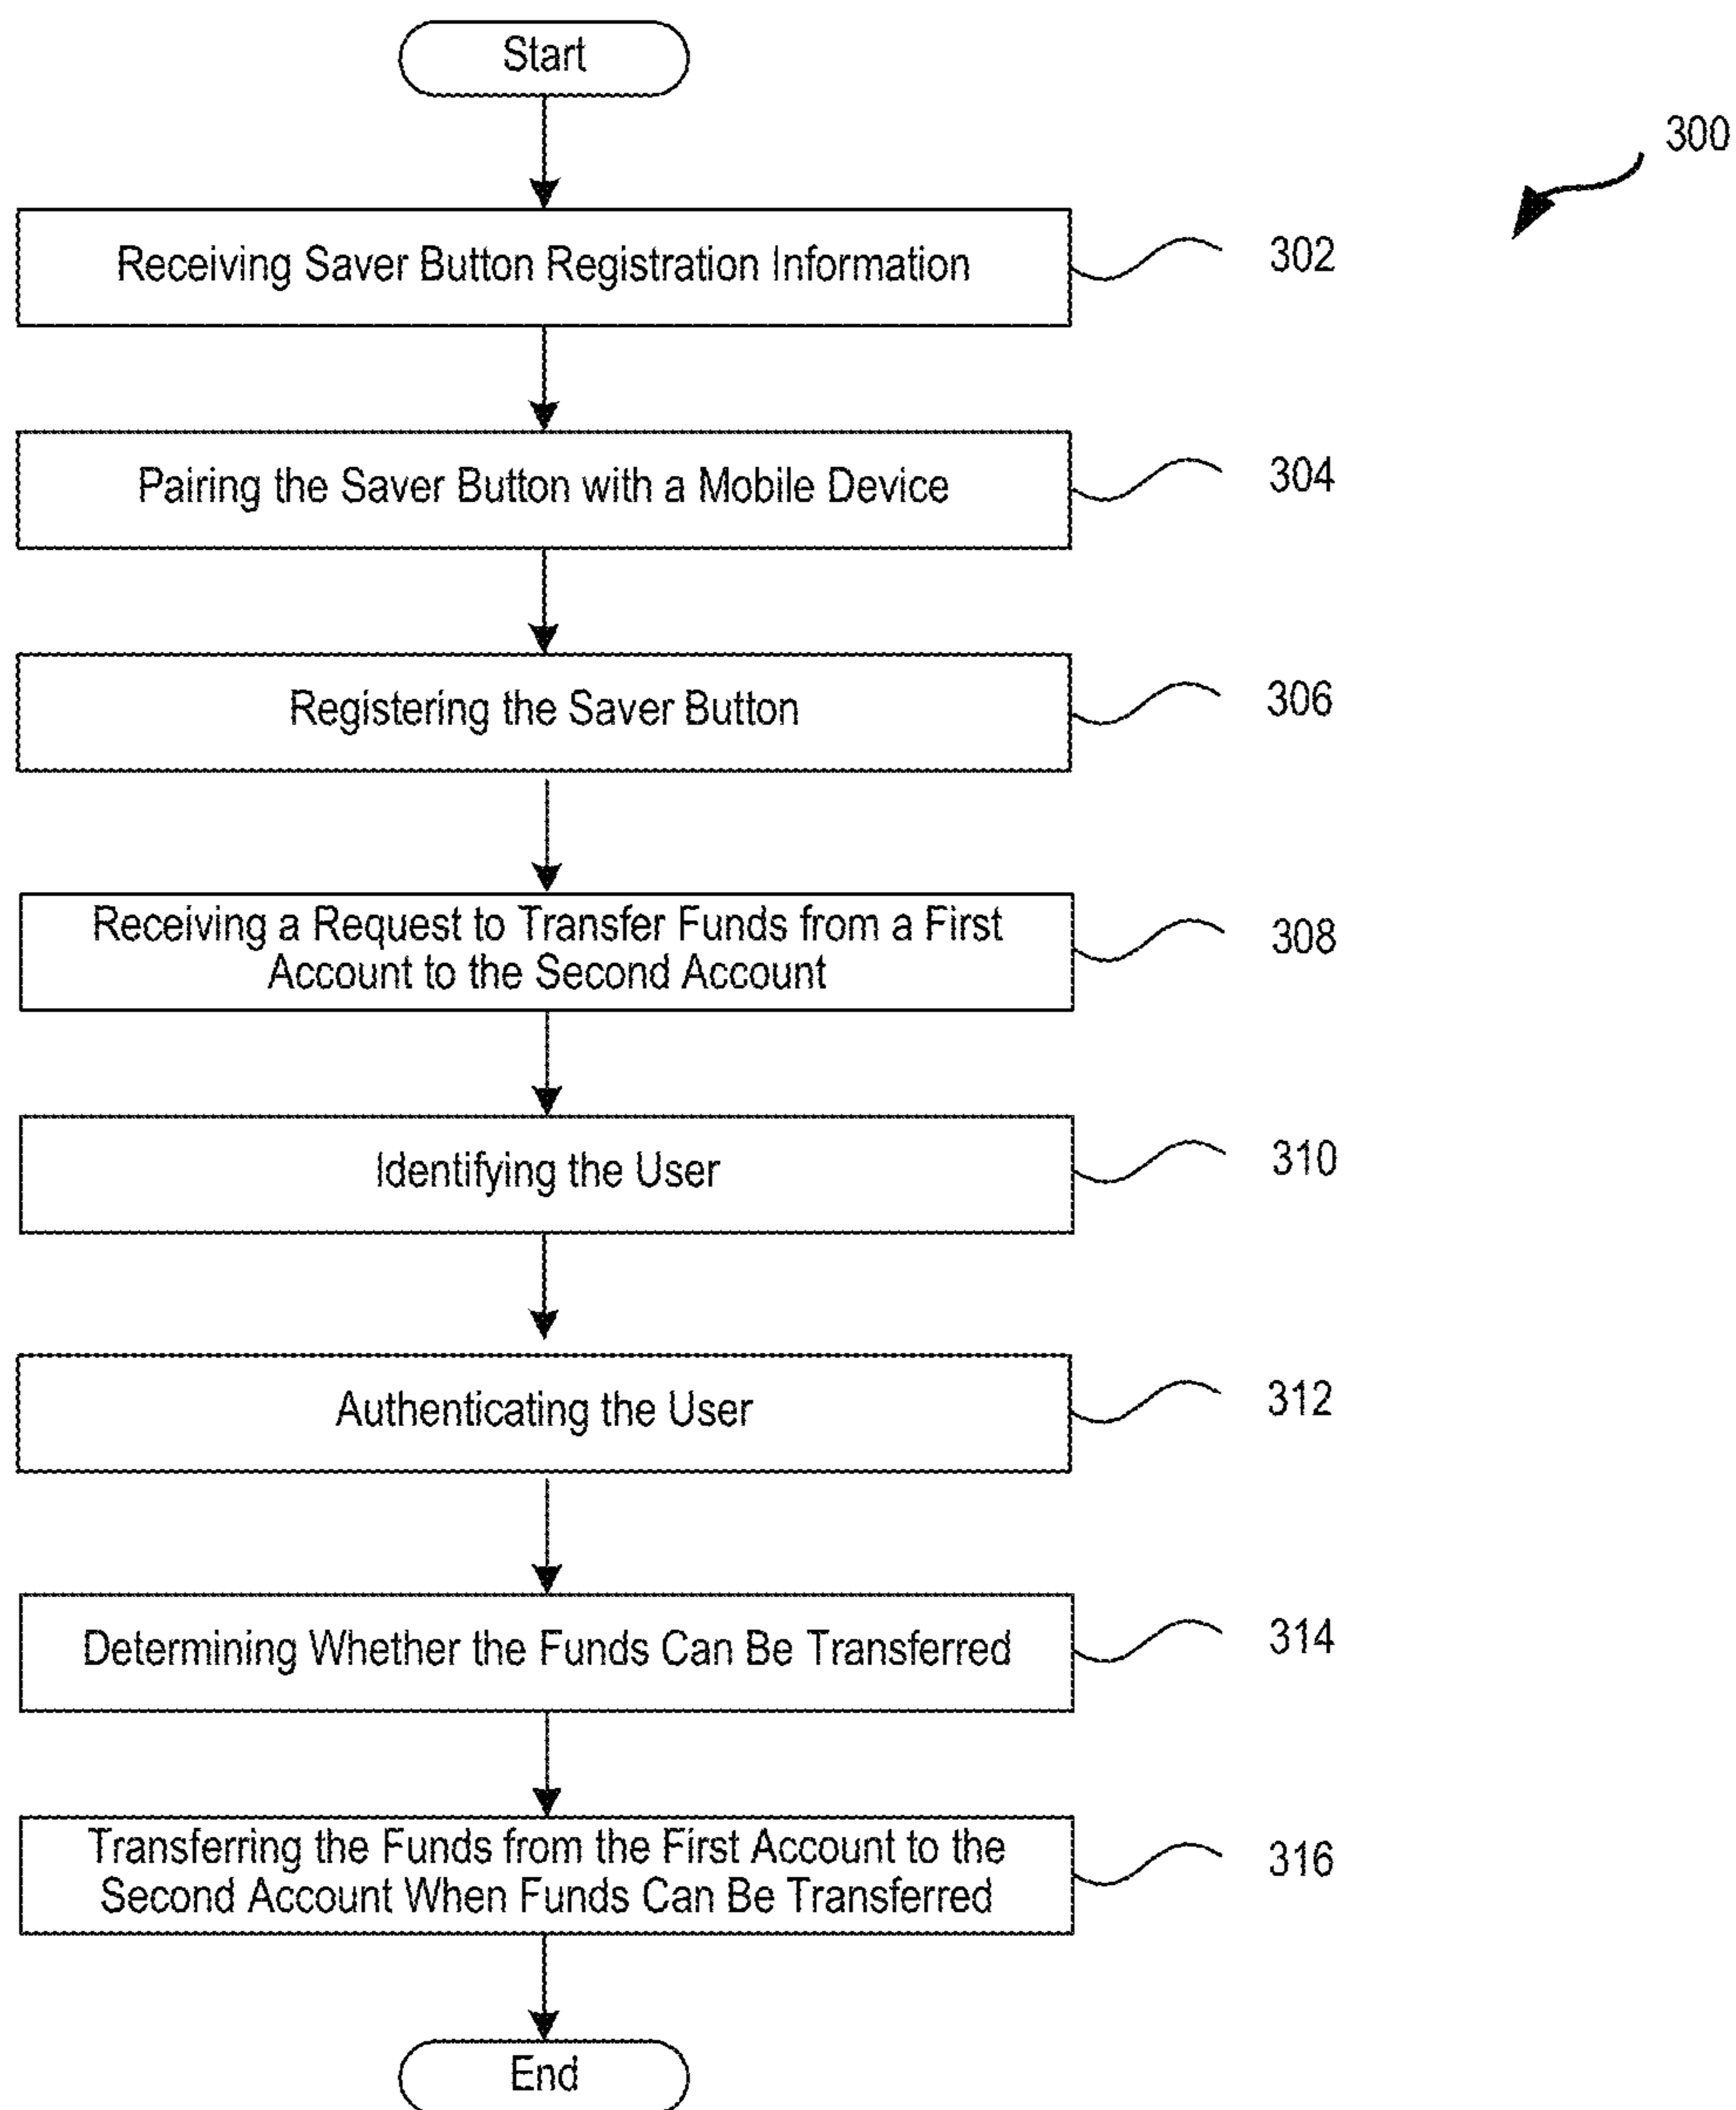 Start
300
Receiving Saver Button Registration Information
302
Pairing the Saver Button with a Mobile Device
304
Registering the Saver Button
306
Receiving a Request to Transfer Funds from a First
Account to the Second Account
308
Identifying the User
310
Authenticating the User
312
Determining Whether the Funds Can Be Transferred
314
Transferring the Funds from the First Account to the
Second Account When Funds Can Be Transferred
316
End